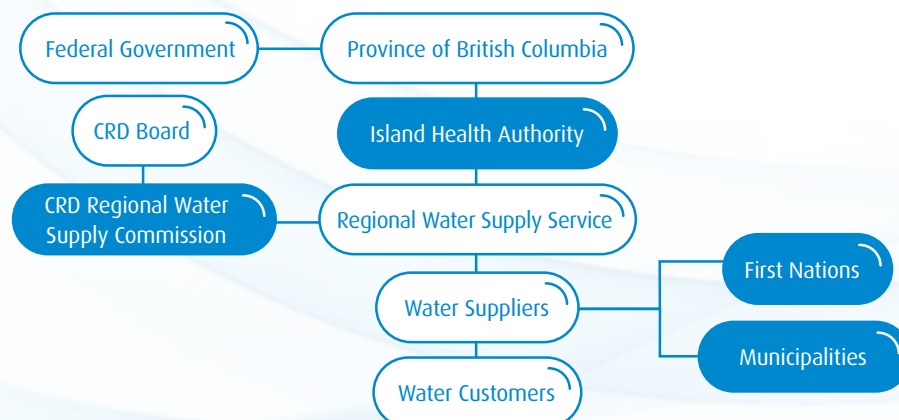 Federal Government
Province of British Columbia
CRD Board
Island Health Authority
CRD Regional Water
Supply Commission
Regional Water Supply Service
First Nations
Water Suppliers
Municipalities
Water Customers